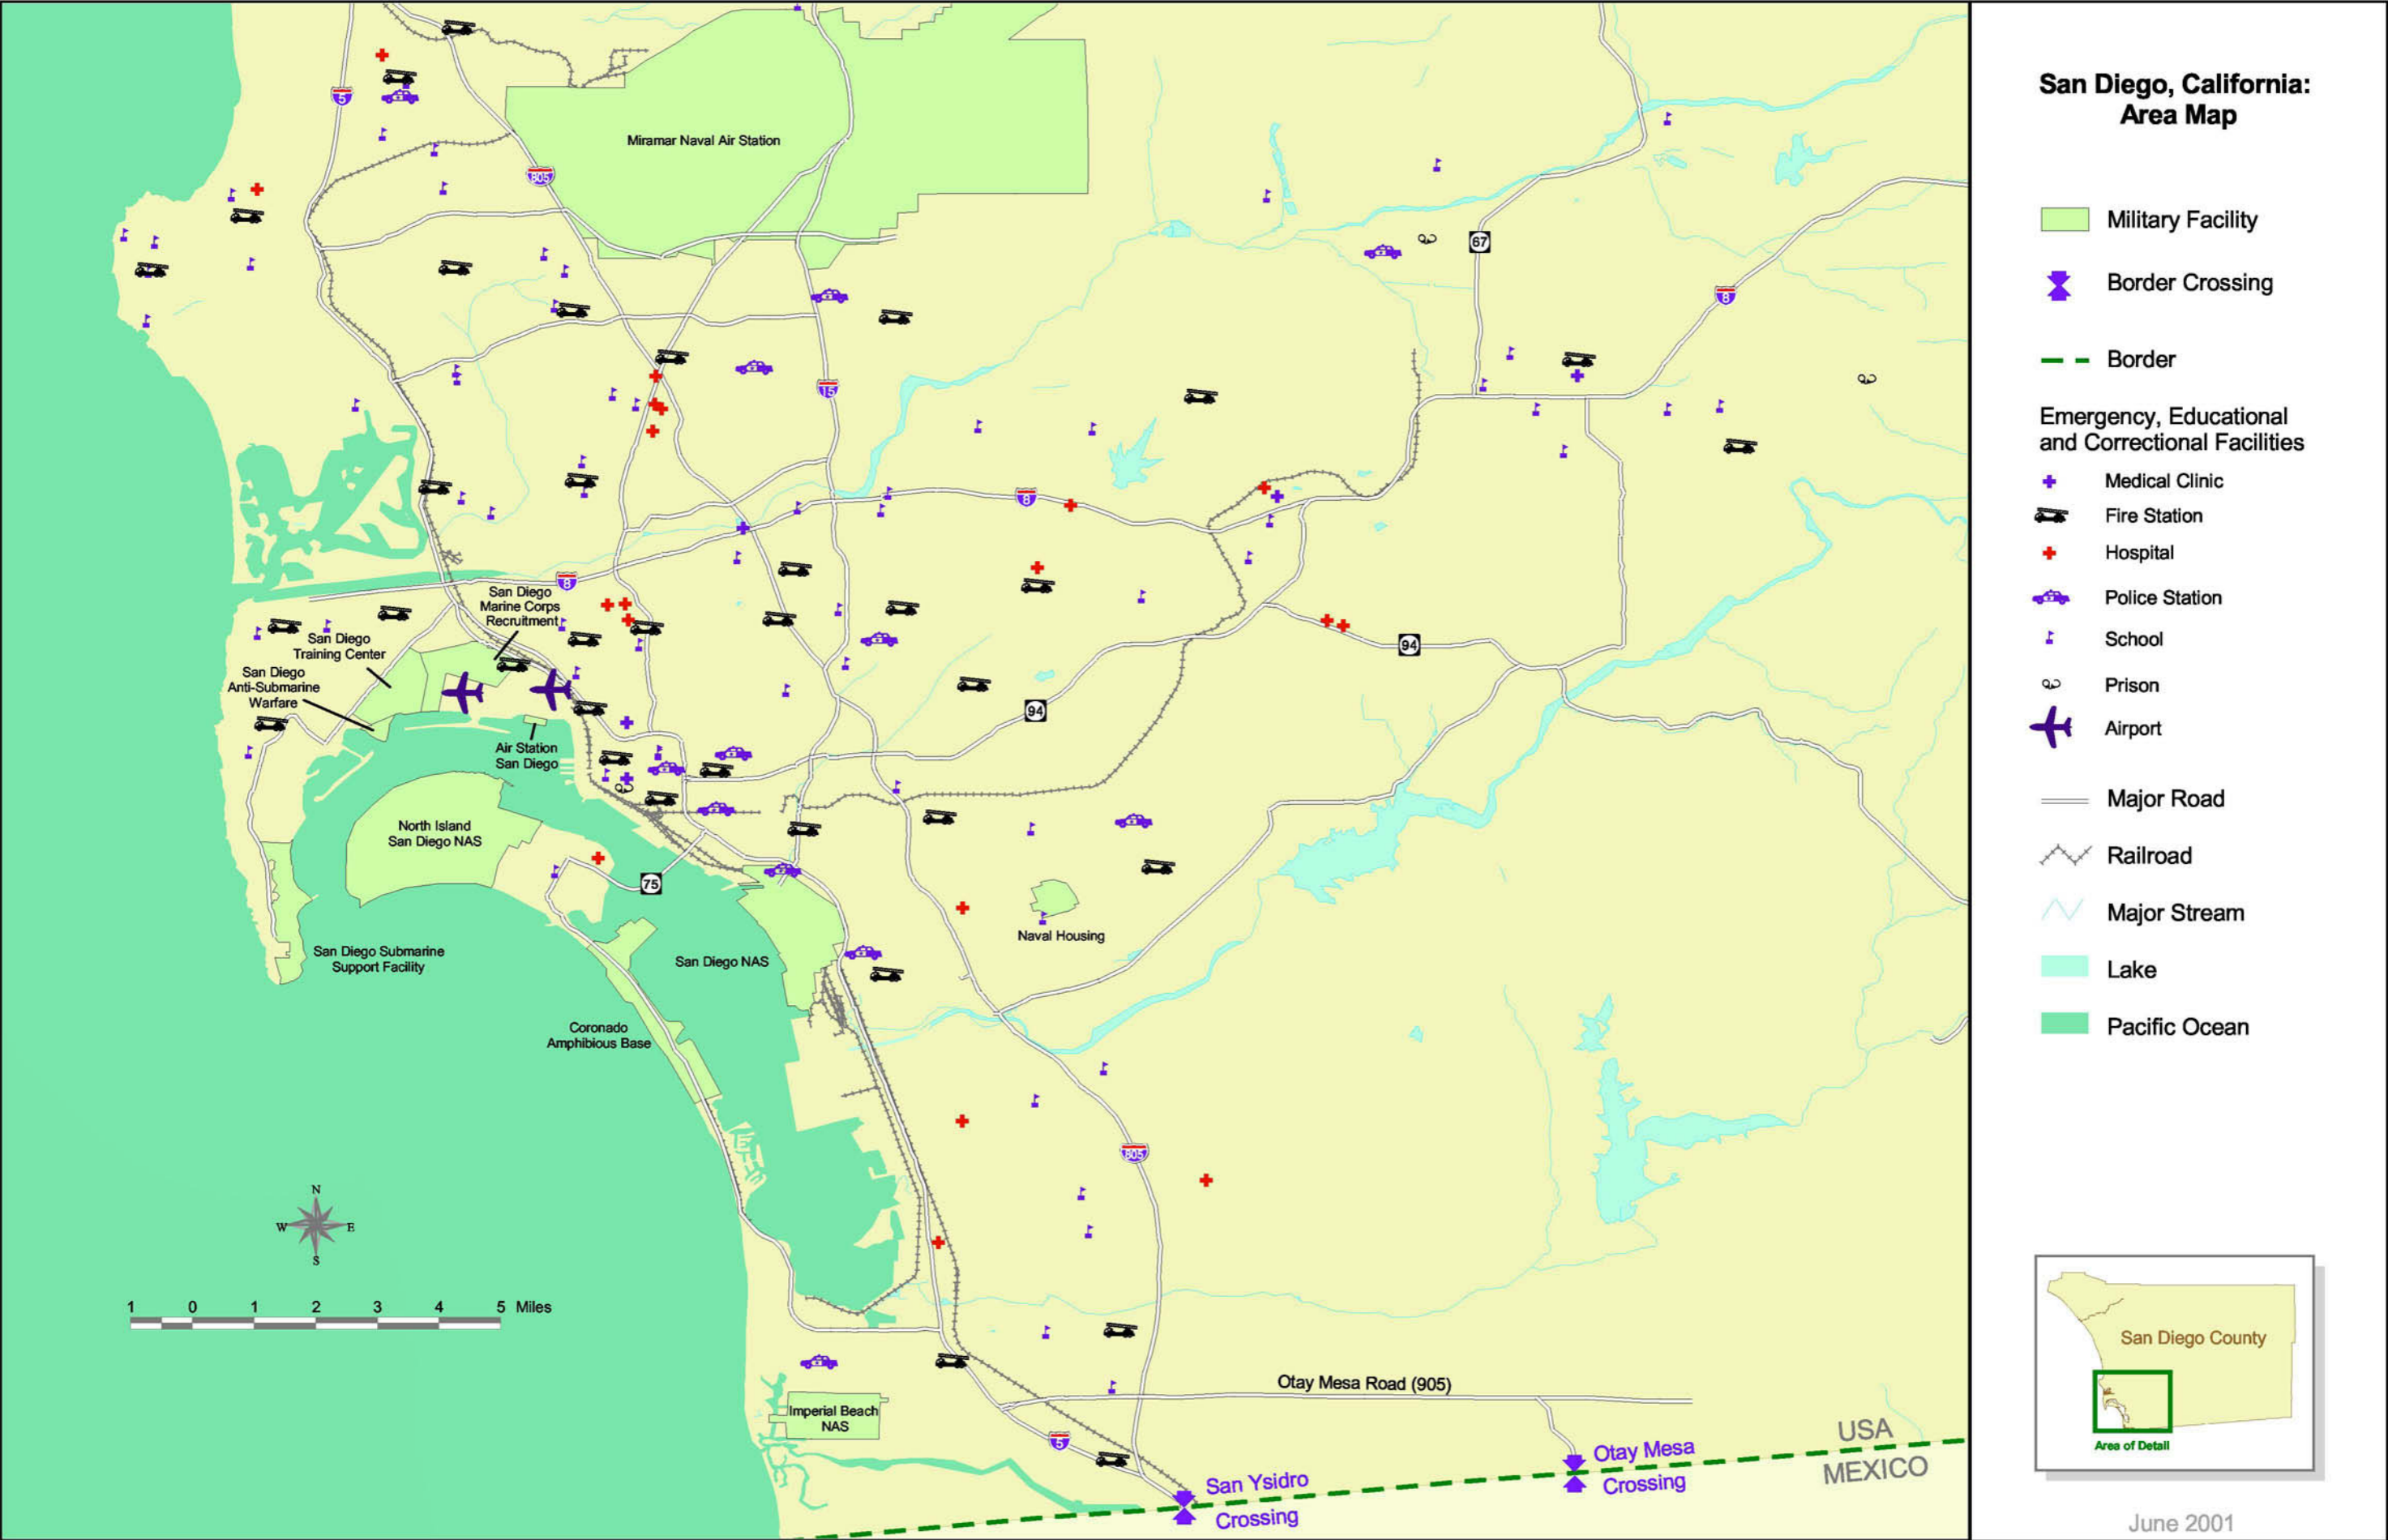 San Diego, California:
Area Map
Military Facility
Border Crossing
Border
Emergency, Educational
and Correctional Facilities
Medical Clinic
Fire Station
Hospital
Police Station
School
Prison
Airport
Major Road
Railroad
Major Stream
Lake
Pacific Ocean
San Diego County
Area of Detail
June 2001
5
Miramar Naval Air Station
805
67
8
15
8
8
San Diego
Marine Corps
Recruitment
San Diego
Training Center
San Diego
Anti-Submarine
Warfare
94
94
Air Station
San Diego
North Island
San Diego NAS
75
Naval Housing
San Diego Submarine
Support Facility
San Diego NAS
Coronado
Amphibious Base
805
N
W E
S
1 0 1 2 3 4 5 Miles
Otay Mesa Road (905)
Imperial Beach
NAS
5
USA
MEXICO
Otay Mesa
Crossing
San Ysidro
Crossing